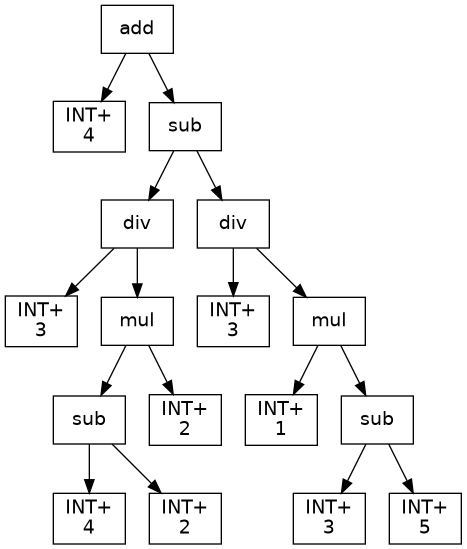 add
INT+
4
sub
div
div
INT+
3
mul
INT+
3
mul
sub
INT+
2
INT+
1
sub
INT+
4
INT+
2
INT+
3
INT+
5